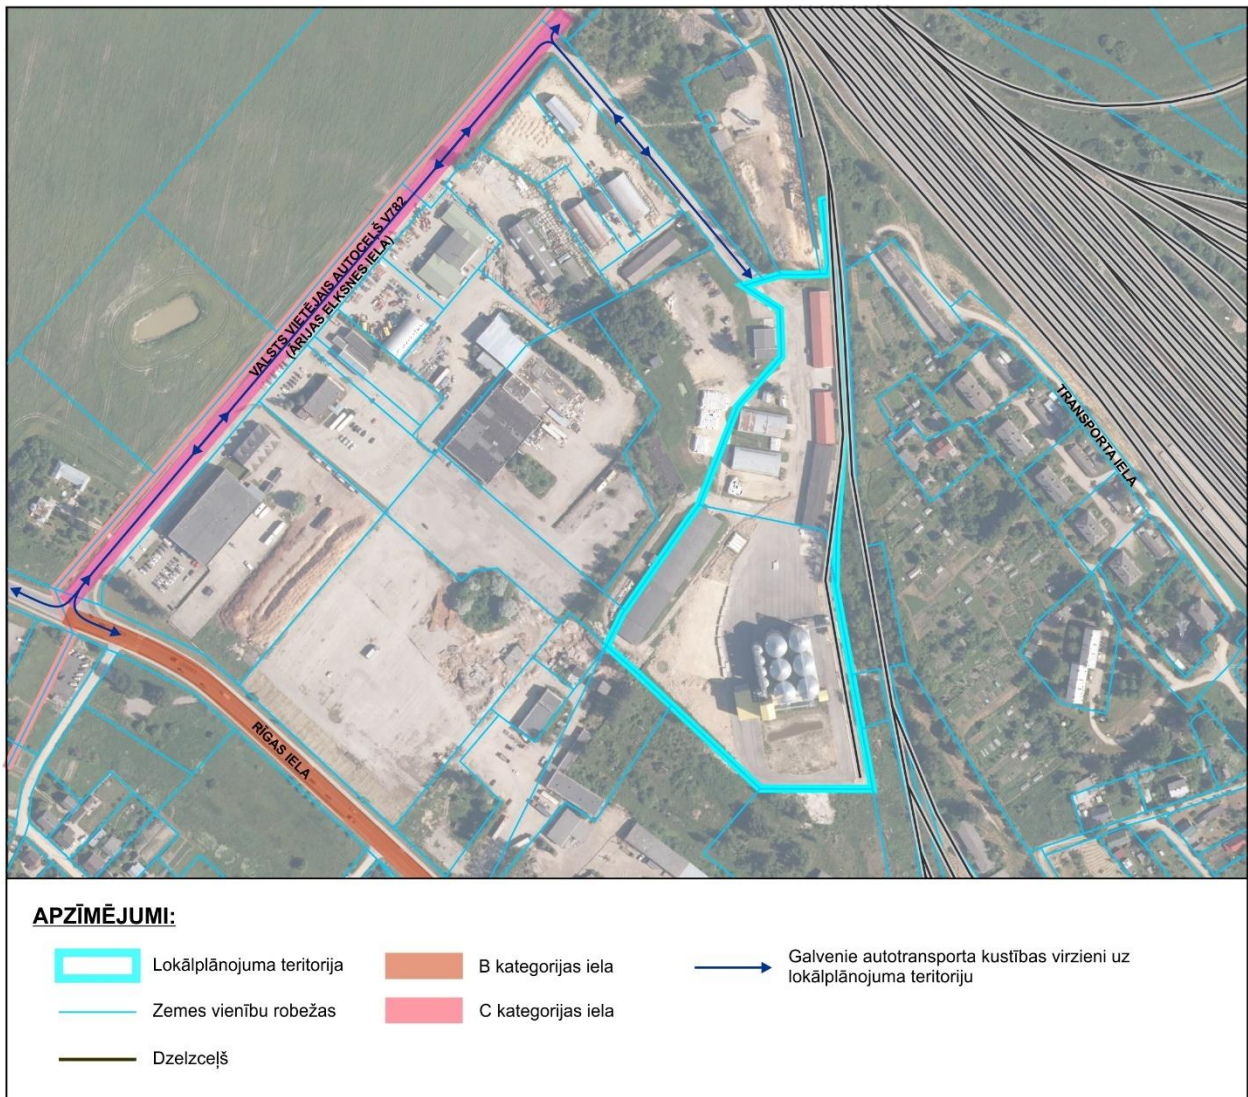 VALSTS VIETĒJAIS AUTOCEĻŠ V782
(ĀRIJAS ELKSNES IELA)
TRANSPORTA IELA
RĪGAS IELA
APZĪMĒJUMI:
Lokālplānojuma teritorija
Zemes vienību robežas
Dzelzceļš
B kategorijas iela
C kategorijas iela
Galvenie autotransporta kustības virzieni uz
lokālplānojuma teritoriju